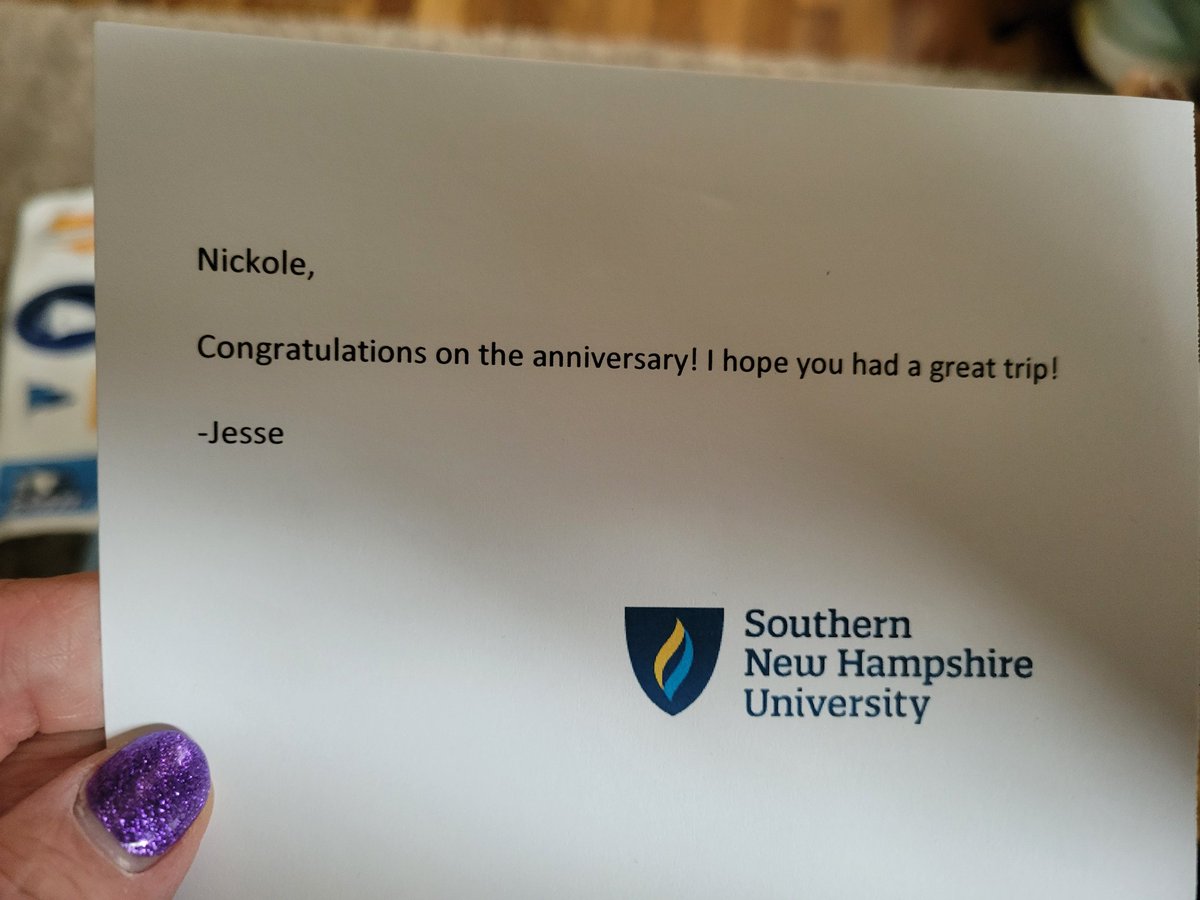 Nickole,
Congratulations on the anniversary! I hope you had a great trip!
-Jesse
Southern
New Hampshire
University